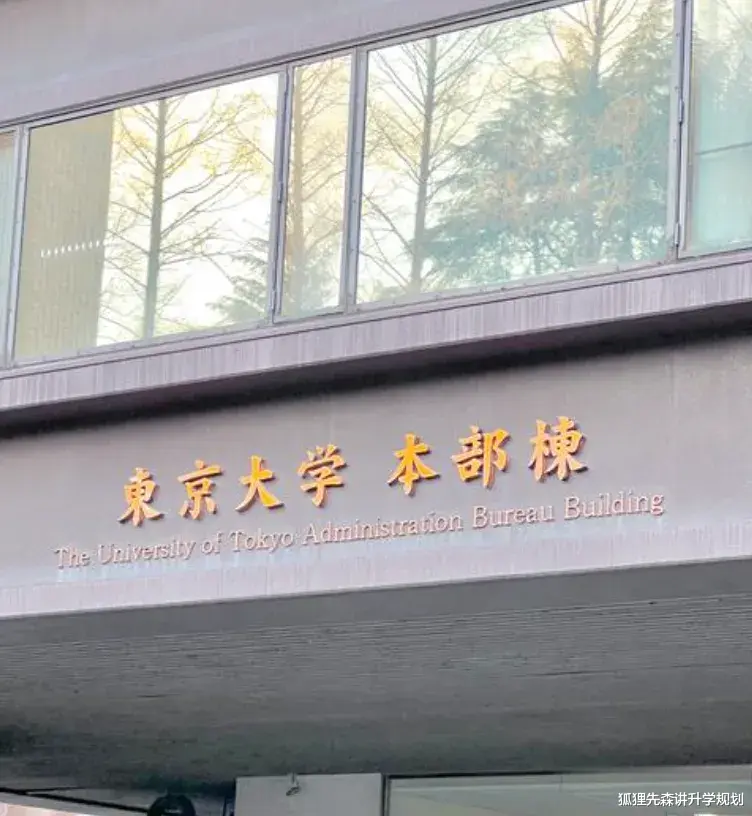 東京大学 本部棟
The University of Tokyo Administration Bureau Building
狐狸先森讲升学规划